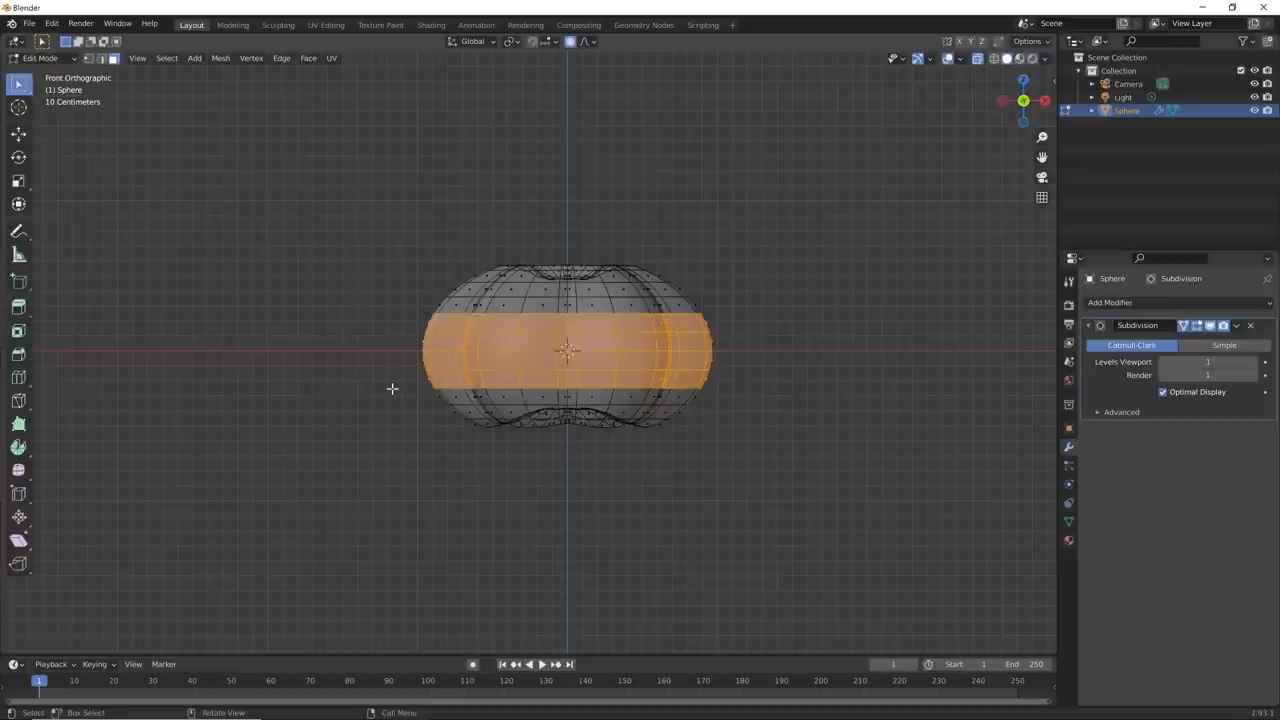 Blender
File Edit Render Window Help Layout Modeling Sculpting UV Editing Texture Paint Shading Animation Rendering Compositing Geometry Nodes Scripting + Scene View Layer
Global X Y Z Options
Edit Mode View Select Add Mesh Vertex Edge Face UV
Front Orthographic
(1) Sphere
10 Centimeters
Z
-Y X
Scene Collection
Collection
Camera
Light
Sphere
Sphere Subdivision
Add Modifier
Subdivision
Catmull-Clark Simple
Levels Viewport 1
Render 1
Optimal Display
Advanced
Playback Keying View Marker 1 Start 1 End 250
1 10 20 30 40 50 60 70 80 90 100 110 120 130 140 150 160 170 180 190 200 210 220 230 240 250
Select Box Select Rotate View Call Menu 2.93.1